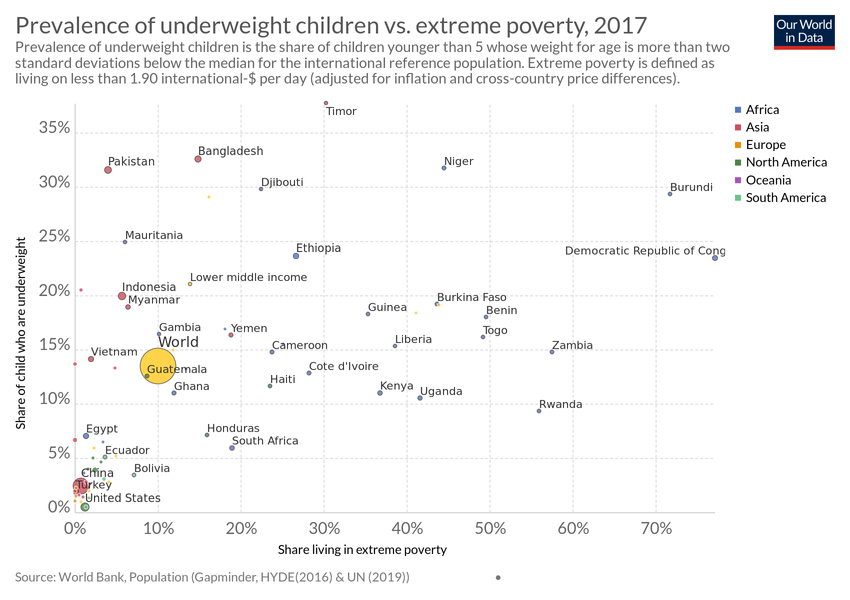 Prevalence of underweight children vs. extreme poverty, 2017
Our World
in Data
Prevalence of underweight children is the share of children younger than 5 whose weight for age is more than two
standard deviations below the median for the international reference population. Extreme poverty is defined as
living on less than 1.90 international-$ per day (adjusted for inflation and cross-country price differences).
Africa
Asia
Europe
North America
Oceania
South America
Share of child who are underweight
35%
30%
25%
20%
15%
10%
5%
0%
Timor
Pakistan
Bangladesh
Niger
Djibouti
Burundi
Mauritania
Ethiopia
Democratic Republic of Cong
Lower middle income
Indonesia
Myanmar
Burkina Faso
Guinea
Benin
Gambia
Yemen
Togo
World
Cameroon
Liberia
Vietnam
Zambia
Guatemala
Cote d'Ivoire
Ghana
Haiti
Kenya
Uganda
Rwanda
Egypt
Honduras
South Africa
Ecuador
Bolivia
China
Turkey
United States
0%
10%
20%
30%
40%
50%
60%
70%
Share living in extreme poverty
Source: World Bank, Population (Gapminder, HYDE(2016) & UN (2019))